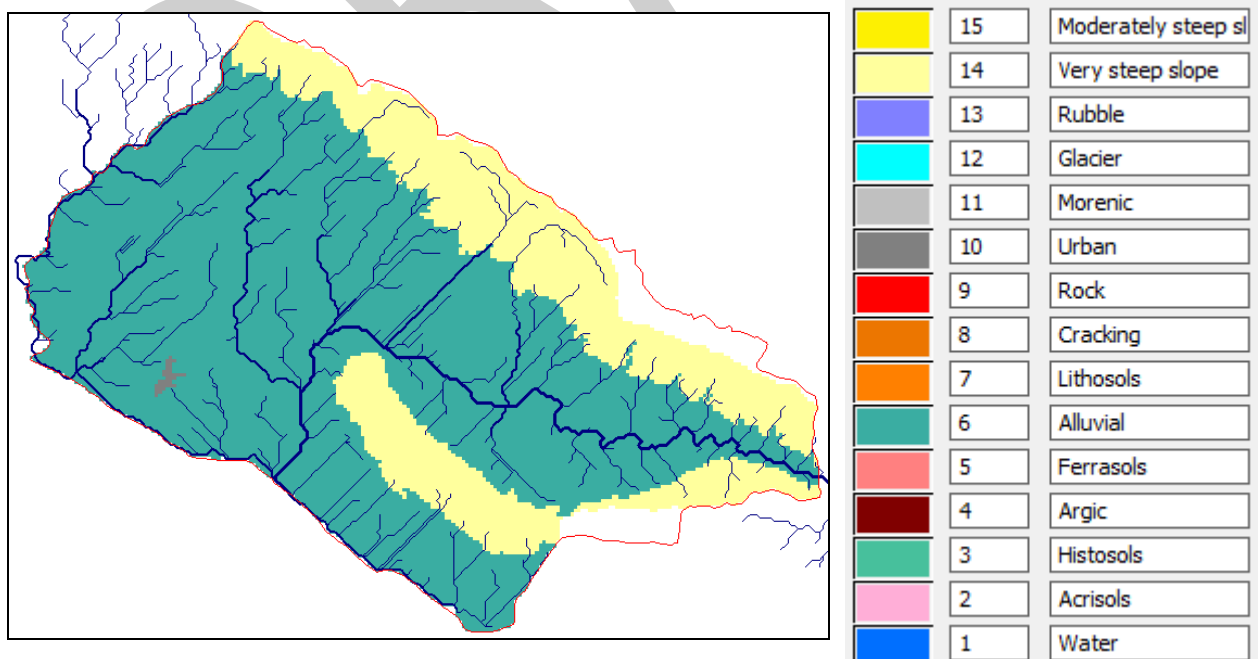 15 Moderately steep sl
14 Very steep slope
13 Rubble
12 Glacier
11 Morenic
10 Urban
9 Rock
8 Cracking
7 Lithosols
6 Alluvial
5 Ferrasols
4 Argic
3 Histosols
2 Acrisols
1 Water